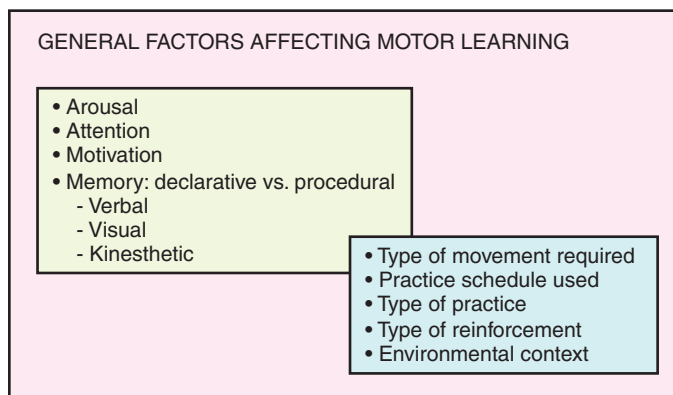 GENERAL FACTORS AFFECTING MOTOR LEARNING
• Arousal
• Attention
• Motivation
• Memory: declarative vs. procedural
- Verbal
- Visual
- Kinesthetic
• Type of movement required
• Practice schedule used
• Type of practice
• Type of reinforcement
• Environmental context